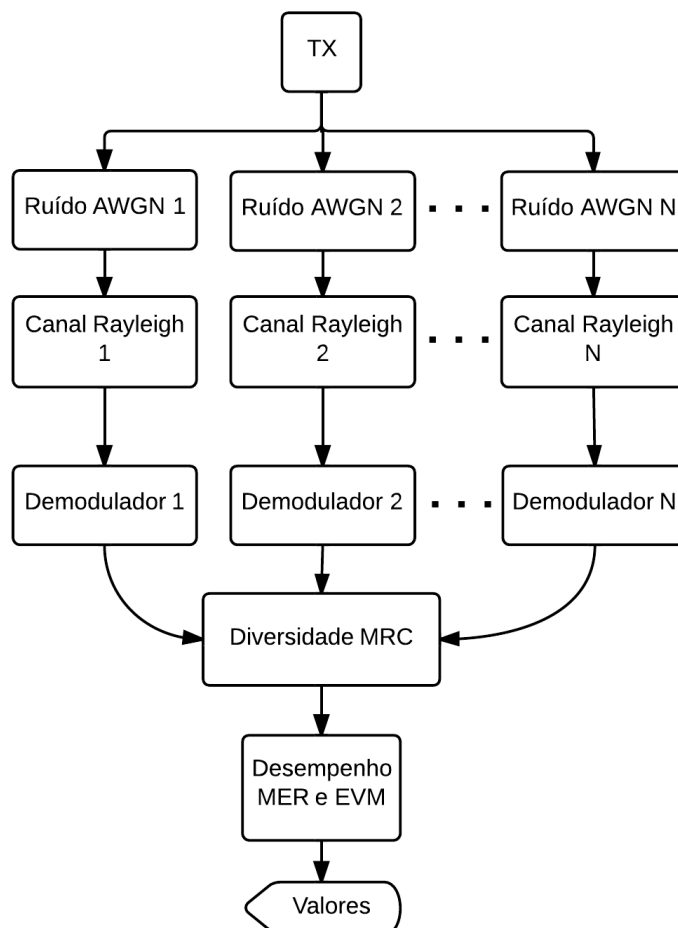 TX
Ruído AWGN 1
Ruído AWGN 2
. . .
Ruído AWGN N
Canal Rayleigh
1
Canal Rayleigh
2
. . .
Canal Rayleigh
N
Demodulador 1
Demodulador 2
. . .
Demodulador N
Diversidade MRC
Desempenho
MER e EVM
Valores